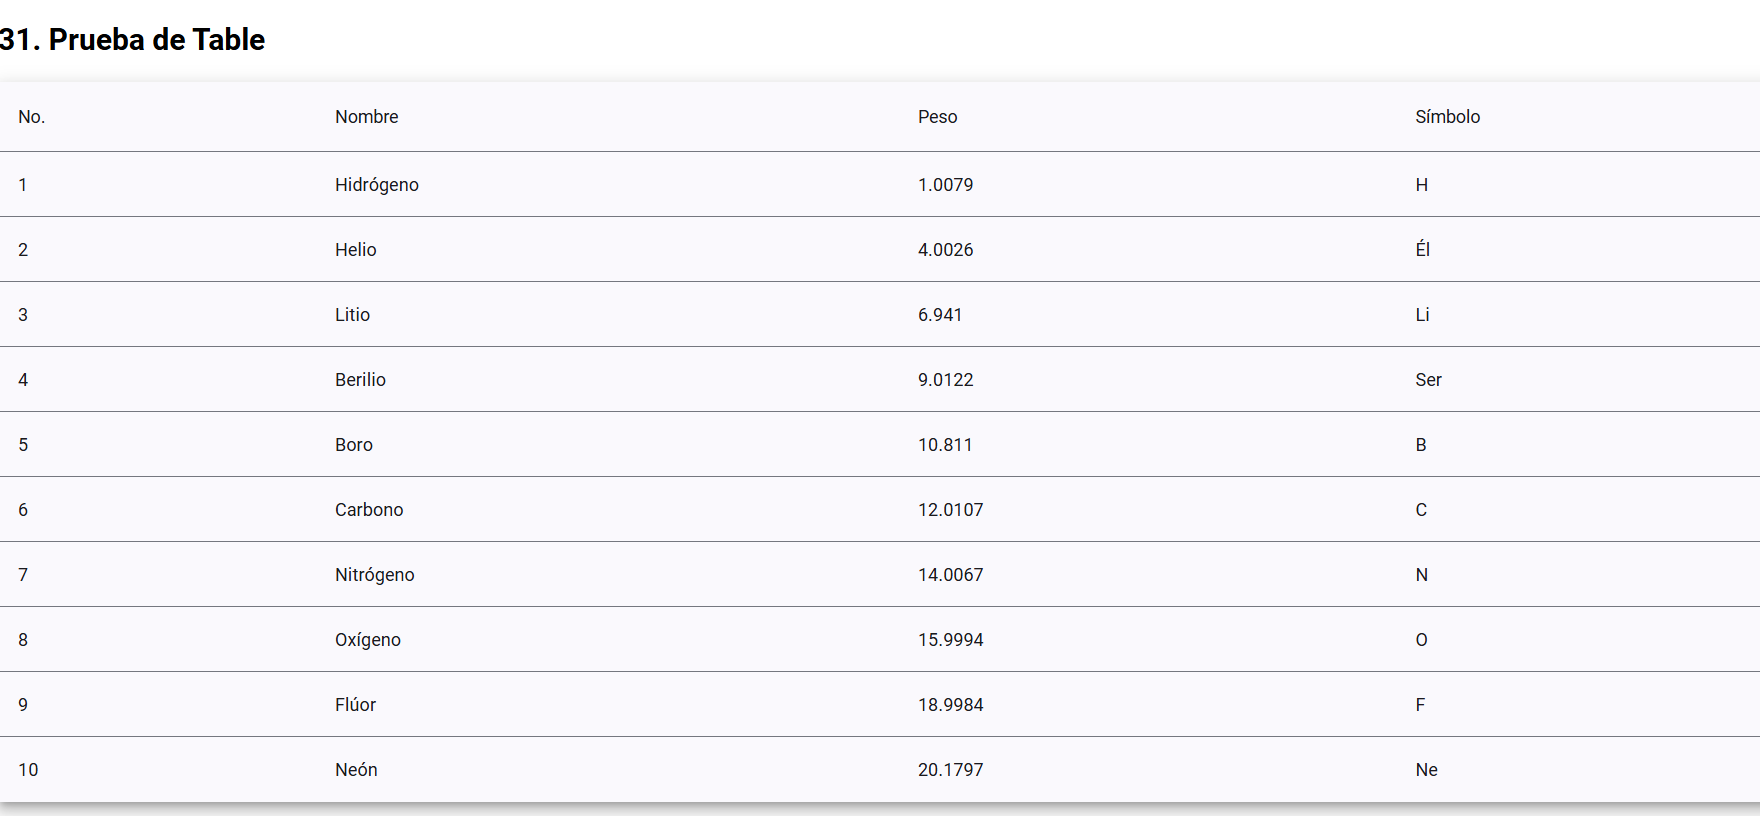 31. Prueba de Table
No. Nombre Peso Símbolo
1 Hidrógeno 1.0079 H
2 Helio 4.0026 Él
3 Litio 6.941 Li
4 Berilio 9.0122 Ser
5 Boro 10.811 B
6 Carbono 12.0107 C
7 Nitrógeno 14.0067 N
8 Oxígeno 15.9994 O
9 Flúor 18.9984 F
10 Neón 20.1797 Ne